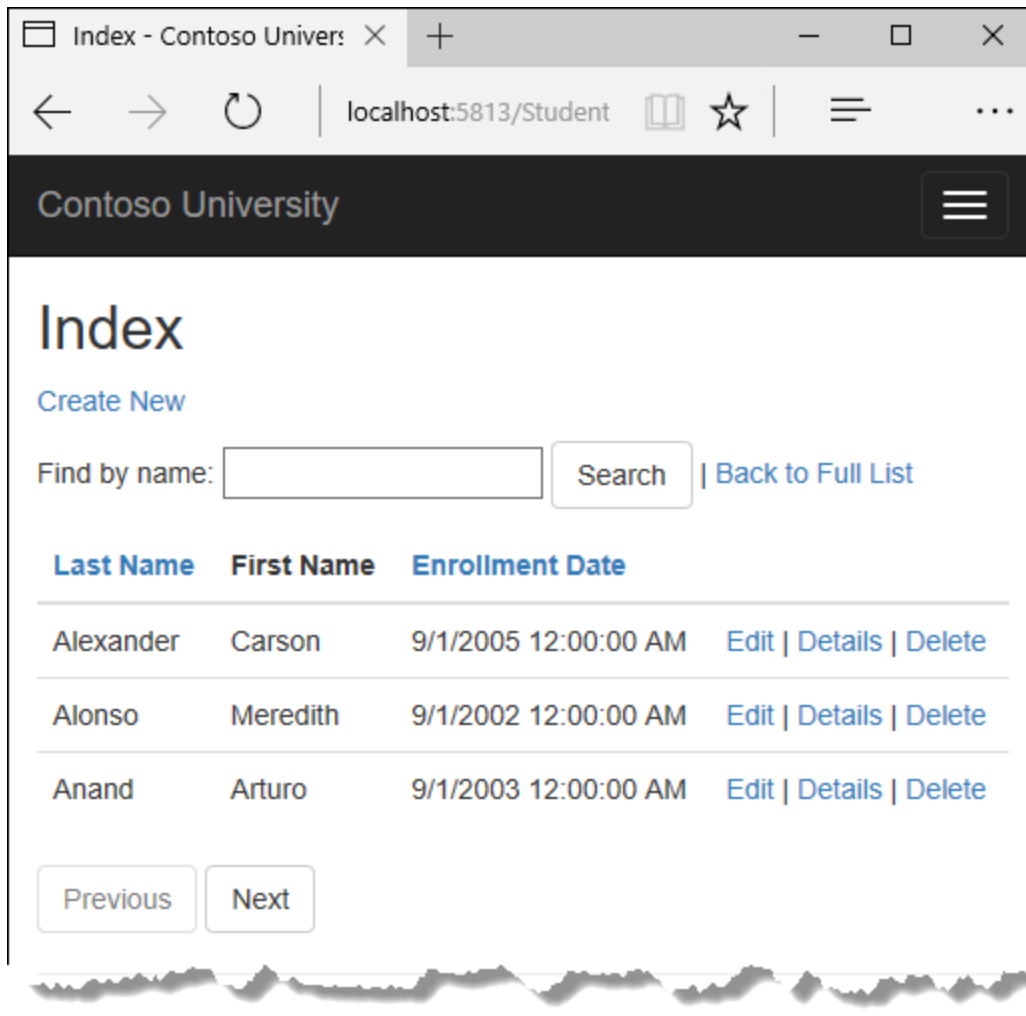 Index - Contoso Univers
localhost:5813/Student
Contoso University
Index
Create New
Find by name: Search | Back to Full List
Last Name First Name Enrollment Date
Alexander Carson 9/1/2005 12:00:00 AM Edit | Details | Delete
Alonso Meredith 9/1/2002 12:00:00 AM Edit | Details | Delete
Anand Arturo 9/1/2003 12:00:00 AM Edit | Details | Delete
Previous Next